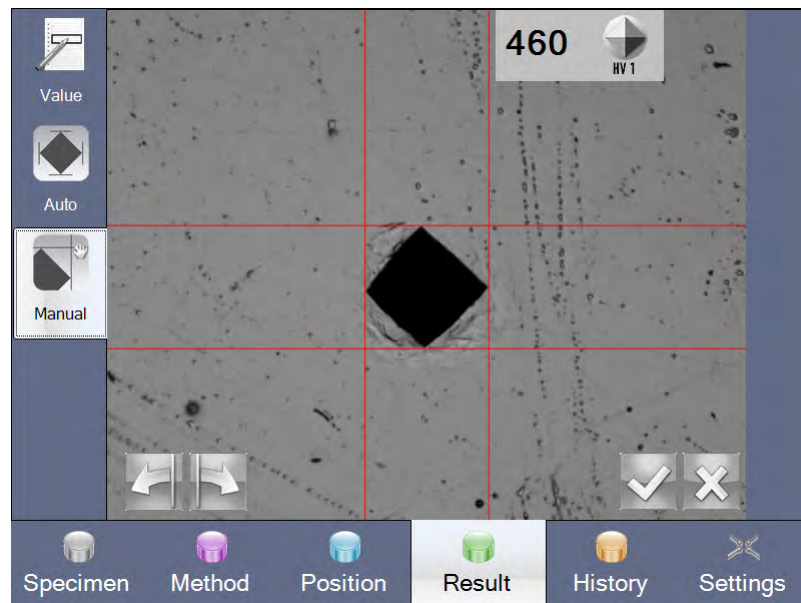 Value
Auto
Manual
460
HV 1
Specimen
Method
Position
Result
History
Settings